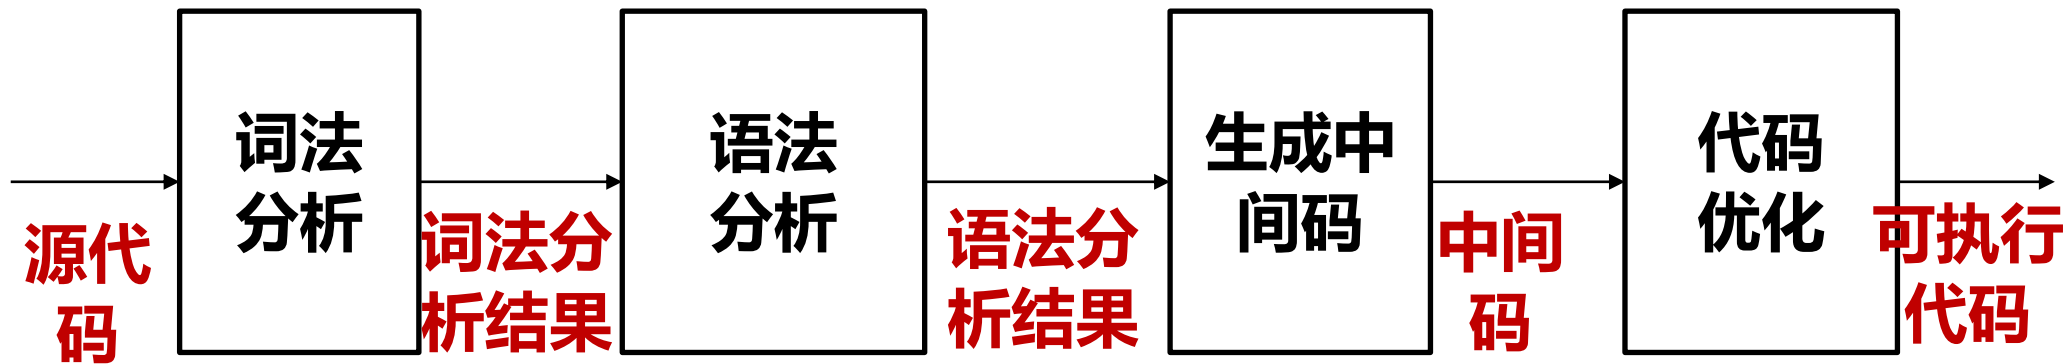 源代
码
词法
分析
词法分
析结果
语法
分析
语法分
析结果
生成中
间码
中间
码
代码
优化
可执行
代码